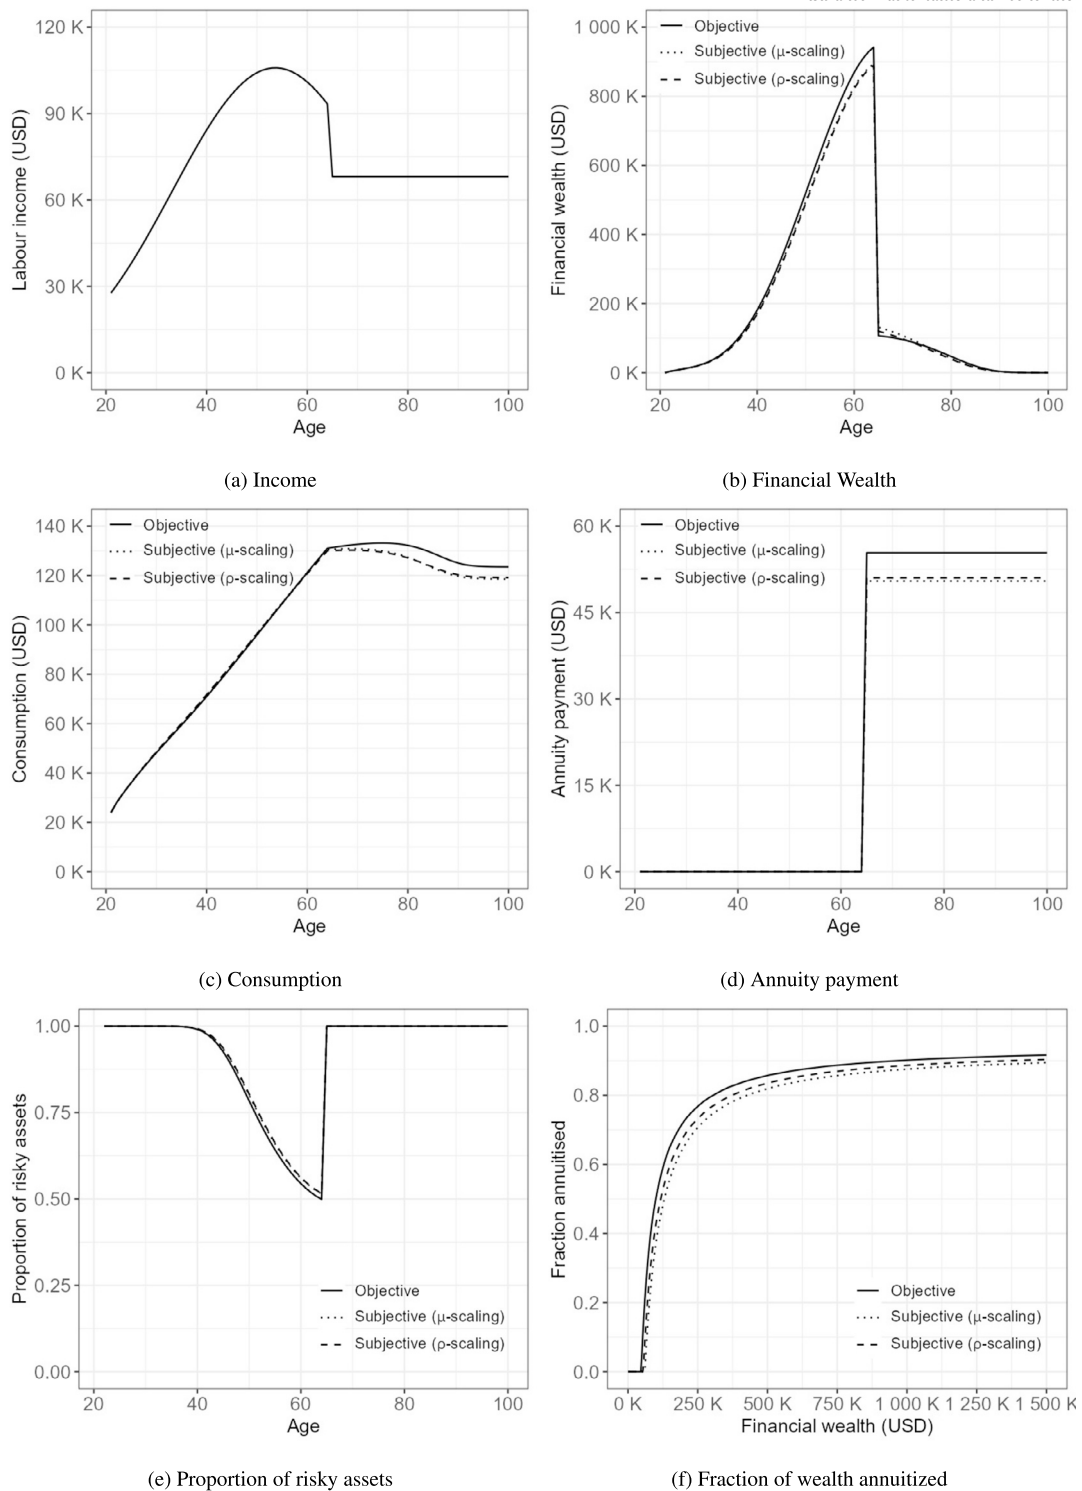 120 K
90 K
60 K
30 K
0 K
Labour income (USD)
20 40 60 80 100
Age
(a) Income
1 000 K
800 K
600 K
400 K
200 K
0 K
Financial wealth (USD)
Objective
Subjective (μ-scaling)
Subjective (ρ-scaling)
20 40 60 80 100
Age
(b) Financial Wealth
140 K
120 K
100 K
80 K
60 K
40 K
20 K
0 K
Consumption (USD)
Objective
Subjective (μ-scaling)
Subjective (ρ-scaling)
20 40 60 80 100
Age
(c) Consumption
60 K
45 K
30 K
15 K
0 K
Annuity payment (USD)
Objective
Subjective (μ-scaling)
Subjective (ρ-scaling)
20 40 60 80 100
Age
(d) Annuity payment
1.00
0.75
0.50
0.25
0.00
Proportion of risky assets
Objective
Subjective (μ-scaling)
Subjective (ρ-scaling)
20 40 60 80 100
Age
(e) Proportion of risky assets
1.0
0.8
0.6
0.4
0.2
0.0
Fraction annuitised
Objective
Subjective (μ-scaling)
Subjective (ρ-scaling)
0 K 250 K 500 K 750 K 1 000 K 1 250 K 1 500 K
Financial wealth (USD)
(f) Fraction of wealth annuitized